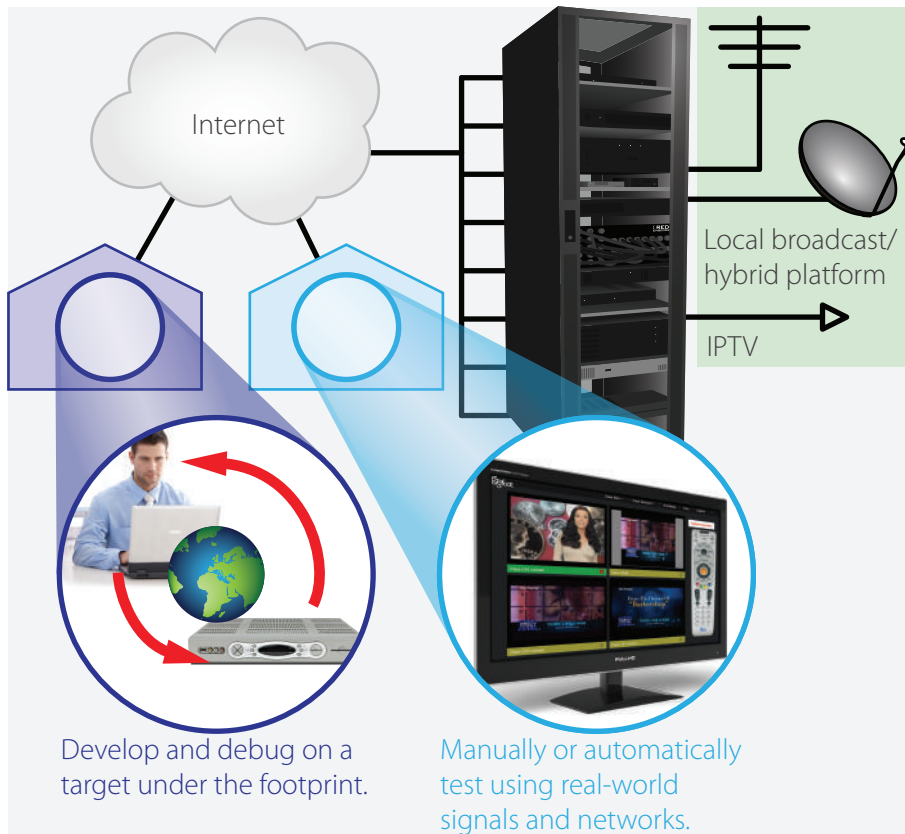 Internet
RED
Local broadcast/
hybrid platform
IPTV
Develop and debug on a
target under the footprint.
Manually or automatically
test using real-world
signals and networks.